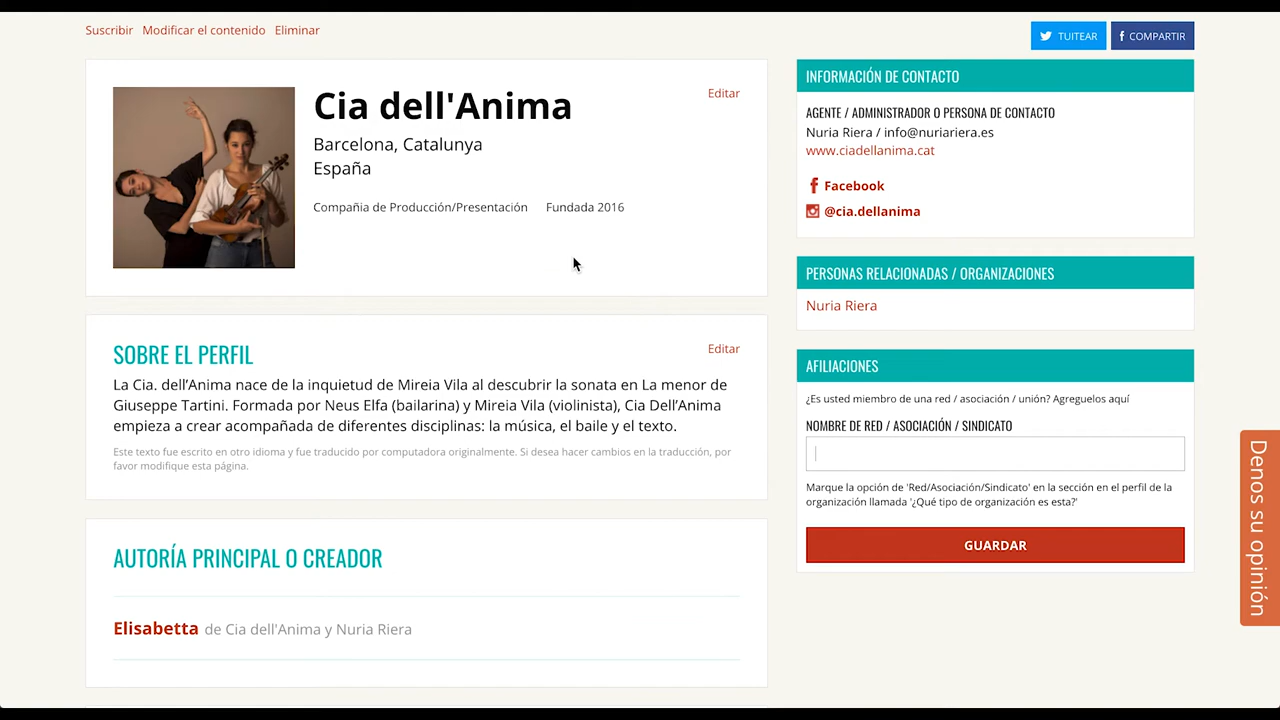 Suscribir Modificar el contenido Eliminar
TUITEAR
COMPARTIR
Cia dell'Anima
Editar
Barcelona, Catalunya
España
Compañia de Producción/Presentación Fundada 2016
SOBRE EL PERFIL
Editar
La Cia. dell’Anima nace de la inquietud de Mireia Vila al descubrir la sonata en La menor de
Giuseppe Tartini. Formada por Neus Elfa (bailarina) y Mireia Vila (violinista), Cia Dell’Anima
empieza a crear acompañada de diferentes disciplinas: la música, el baile y el texto.
Este texto fue escrito en otro idioma y fue traducido por computadora originalmente. Si desea hacer cambios en la traducción, por
favor modifique esta página.
AUTORÍA PRINCIPAL O CREADOR
Elisabetta de Cia dell'Anima y Nuria Riera
INFORMACIÓN DE CONTACTO
AGENTE / ADMINISTRADOR O PERSONA DE CONTACTO
Nuria Riera / info@nuriariera.es
www.ciadellanima.cat
Facebook
@cia.dellanima
PERSONAS RELACIONADAS / ORGANIZACIONES
Nuria Riera
AFILIACIONES
¿Es usted miembro de una red / asociación / unión? Agreguelos aquí
NOMBRE DE RED / ASOCIACIÓN / SINDICATO
Marque la opción de 'Red/Asociación/Sindicato' en la sección en el perfil de la
organización llamada '¿Qué tipo de organización es esta?'
GUARDAR
Denos su opinión